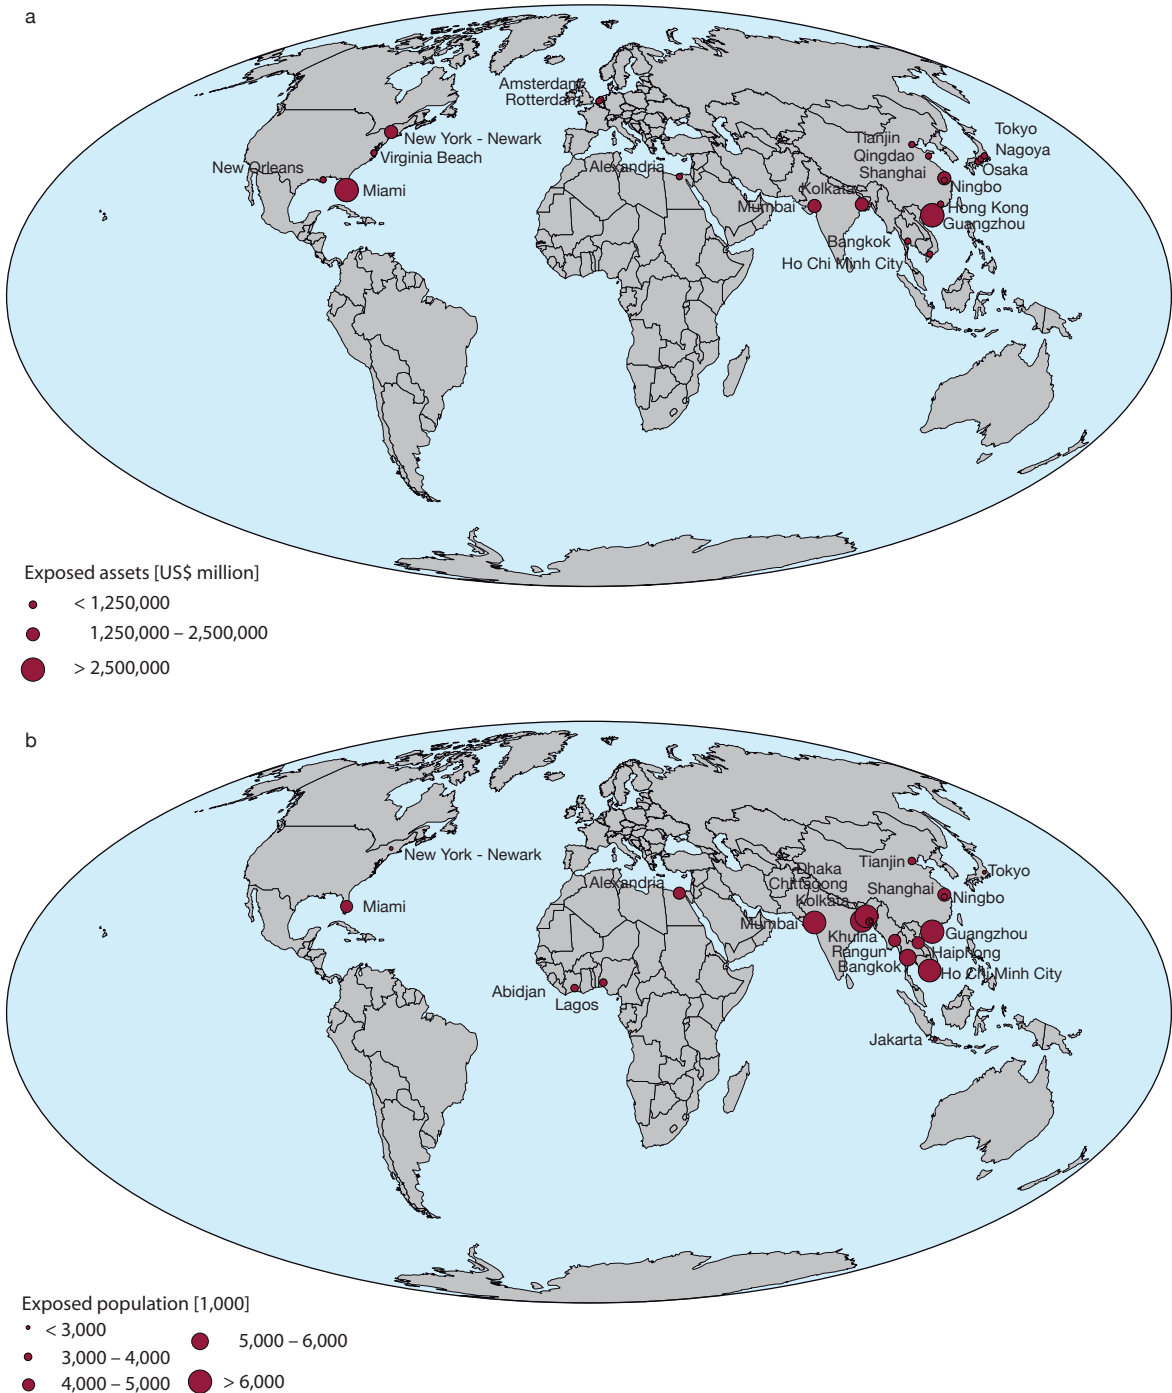 a
Amsterdam
Rotterdam
New York - Newark
Virginia Beach
New Orleans
Miami
Alexandria
Tokyo
Tianjin
Nagoya
Qingdao
Osaka
Shanghai
Ningbo
Kolkata
Mumbai
Hong Kong
Guangzhou
Bangkok
Ho Chi Minh City
Exposed assets [US$ million]
< 1,250,000
1,250,000 – 2,500,000
> 2,500,000
b
New York - Newark
Miami
Alexandria
Abidjan
Lagos
Dhaka
Chittagong
Kolkata
Mumbai
Tianjin
Tokyo
Shanghai
Ningbo
Khulna
Rangun
Bangkok
Guangzhou
Haiphong
Ho Chi Minh City
Jakarta
Exposed population [1,000]
< 3,000
3,000 – 4,000
4,000 – 5,000
5,000 – 6,000
> 6,000